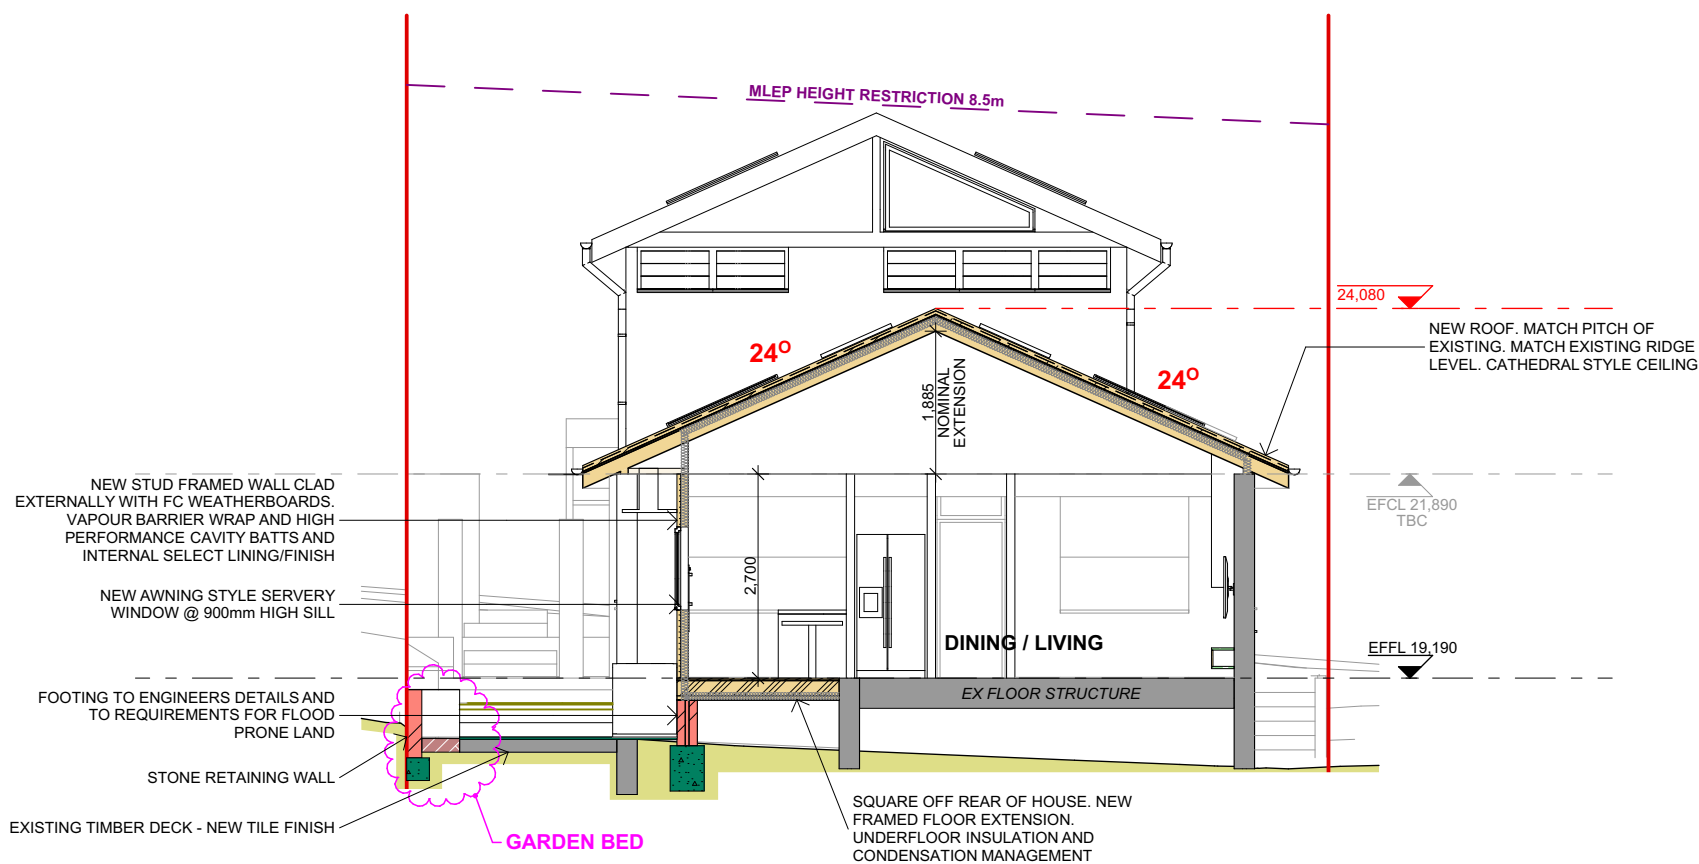 MLEP HEIGHT RESTRICTION 8.5m
24,080
NEW ROOF. MATCH PITCH OF
EXISTING. MATCH EXISTING RIDGE
LEVEL. CATHEDRAL STYLE CEILING
24O
24O
1,885
NOMINAL
EXTENSION
NEW STUD FRAMED WALL CLAD
EXTERNALLY WITH FC WEATHERBOARDS.
VAPOUR BARRIER WRAP AND HIGH
PERFORMANCE CAVITY BATTS AND
INTERNAL SELECT LINING/FINISH
EFCL 21,890
TBC
2,700
NEW AWNING STYLE SERVERY
WINDOW @ 900mm HIGH SILL
DINING / LIVING
EFFL 19,190
EX FLOOR STRUCTURE
FOOTING TO ENGINEERS DETAILS AND
TO REQUIREMENTS FOR FLOOD
PRONE LAND
STONE RETAINING WALL
EXISTING TIMBER DECK - NEW TILE FINISH
GARDEN BED
SQUARE OFF REAR OF HOUSE. NEW
FRAMED FLOOR EXTENSION.
UNDERFLOOR INSULATION AND
CONDENSATION MANAGEMENT